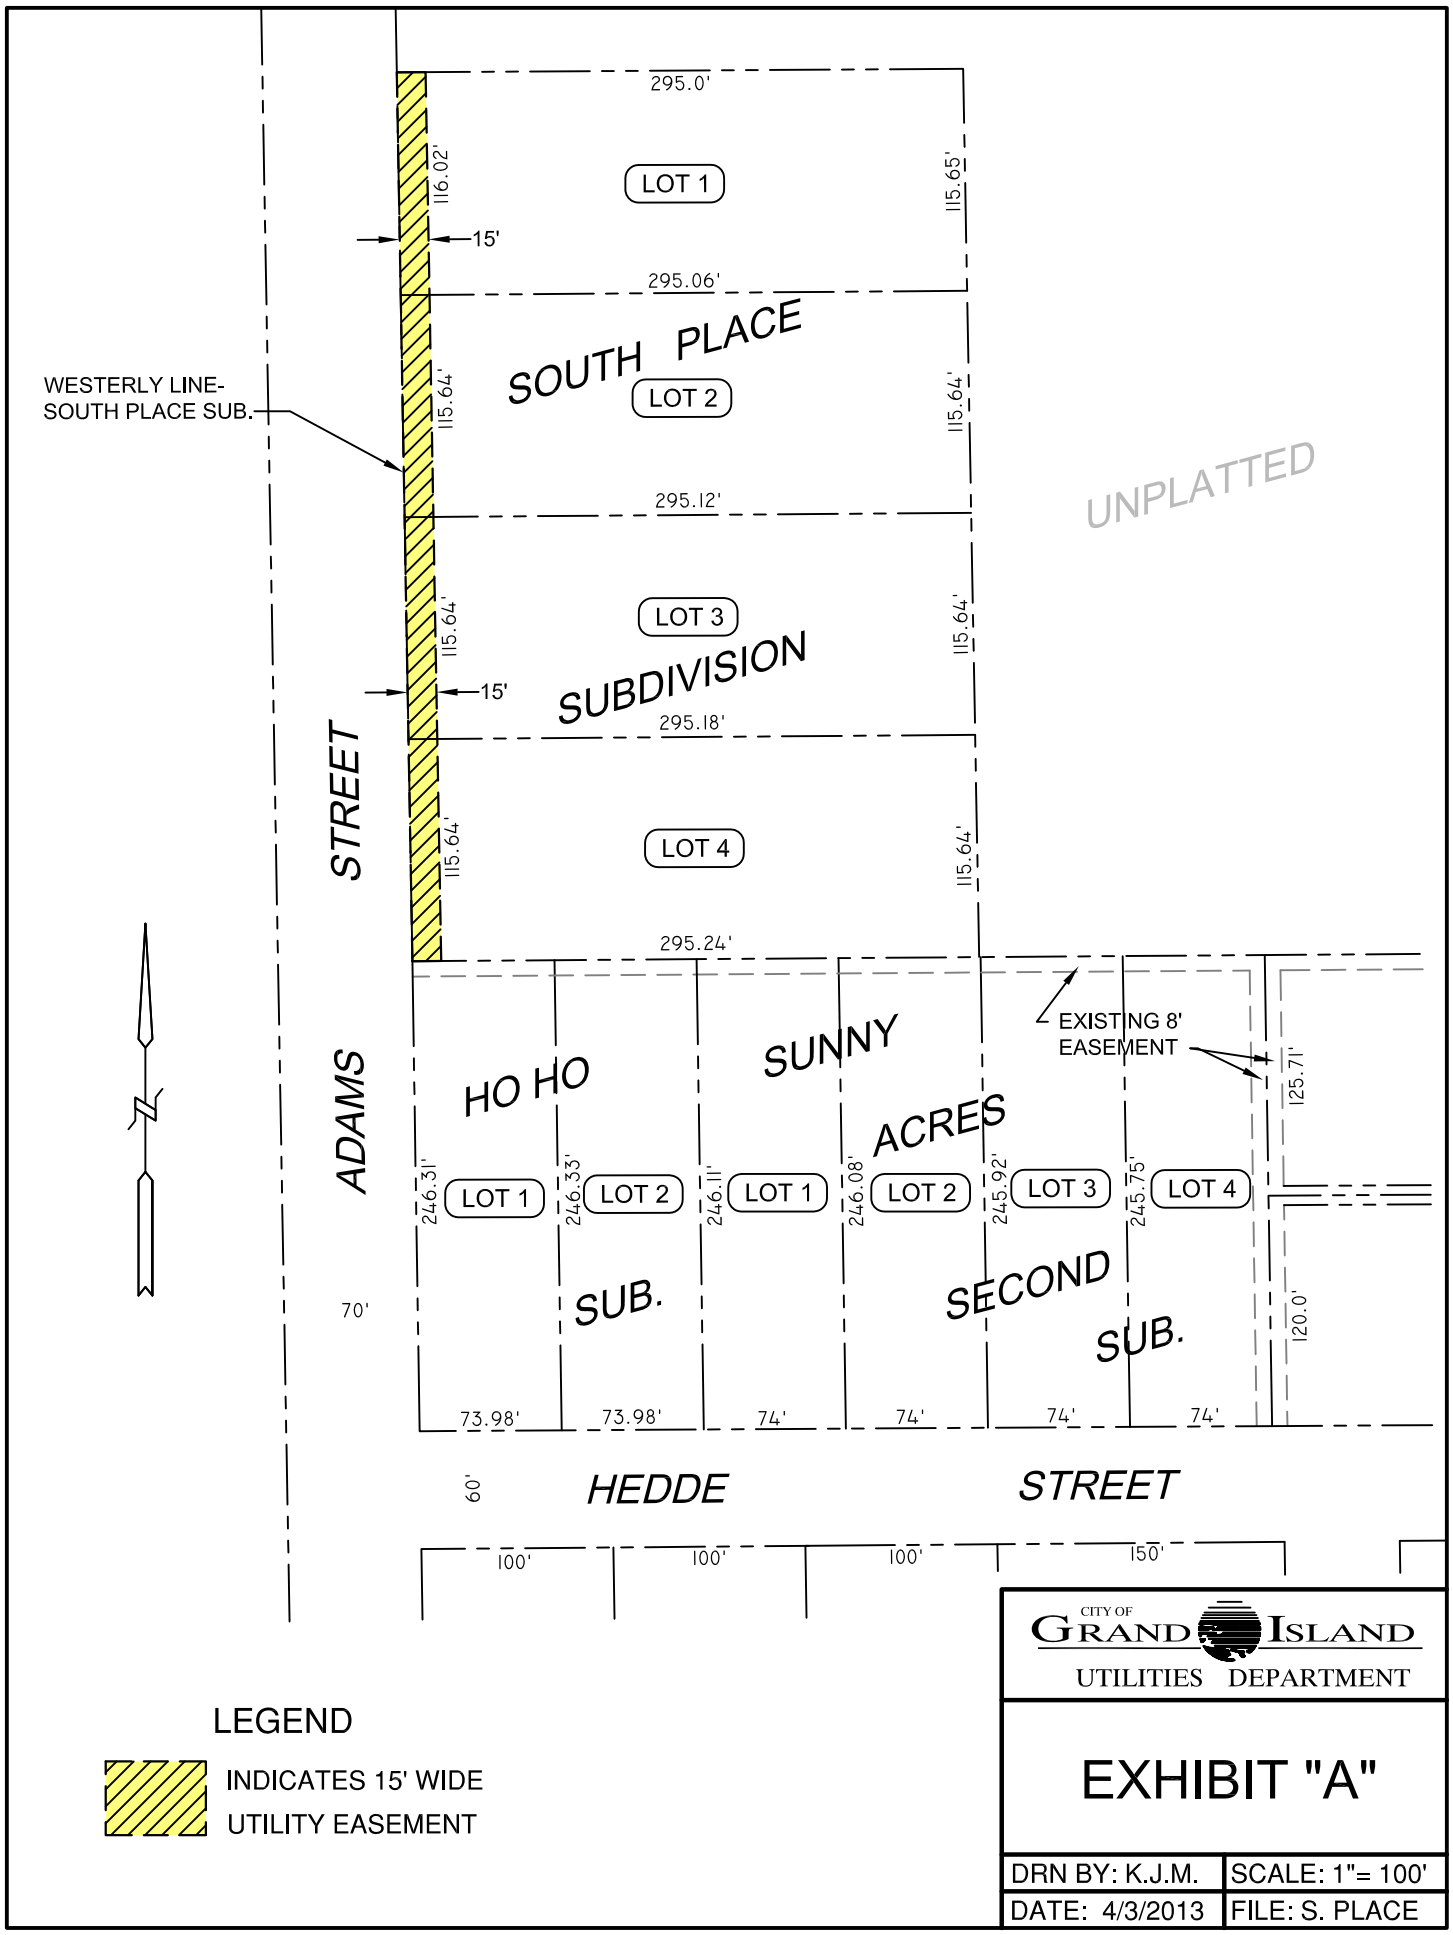 295.0'
116.02'
LOT 1
115.65'
15'
295.06'
SOUTH PLACE
WESTERLY LINE-
SOUTH PLACE SUB.
115.64'
LOT 2
115.64'
UNPLATTED
295.12'
115.64'
LOT 3
115.64'
SUBDIVISION
15'
295.18'
STREET
115.64'
LOT 4
115.64'
295.24'
EXISTING 8'
EASEMENT
SUNNY
HO HO
ACRES
ADAMS
125.71'
246.31'
LOT 1
246.33'
LOT 2
246.11'
LOT 1
246.08'
LOT 2
245.92'
LOT 3
245.75'
LOT 4
SUB.
SECOND
SUB.
70'
120.0'
73.98'
73.98'
74'
74'
74'
74'
60'
HEDDE STREET
100'
100'
100'
150'
CITY OF
GRAND ISLAND
UTILITIES DEPARTMENT
LEGEND
INDICATES 15' WIDE
UTILITY EASEMENT
EXHIBIT "A"
DRN BY: K.J.M.
SCALE: 1"= 100'
DATE: 4/3/2013
FILE: S. PLACE